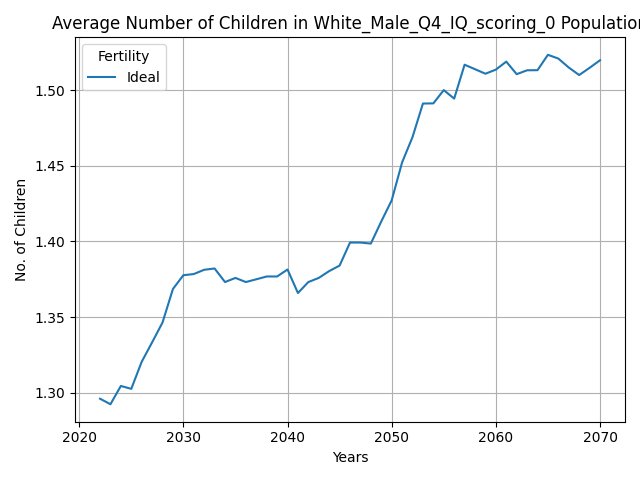 Average Number of Children in White_Male_Q4_IQ_scoring_0 Population
Fertility
Ideal
No. of Children
1.50
1.45
1.40
1.35
1.30
2020 2030 2040 2050 2060 2070
Years